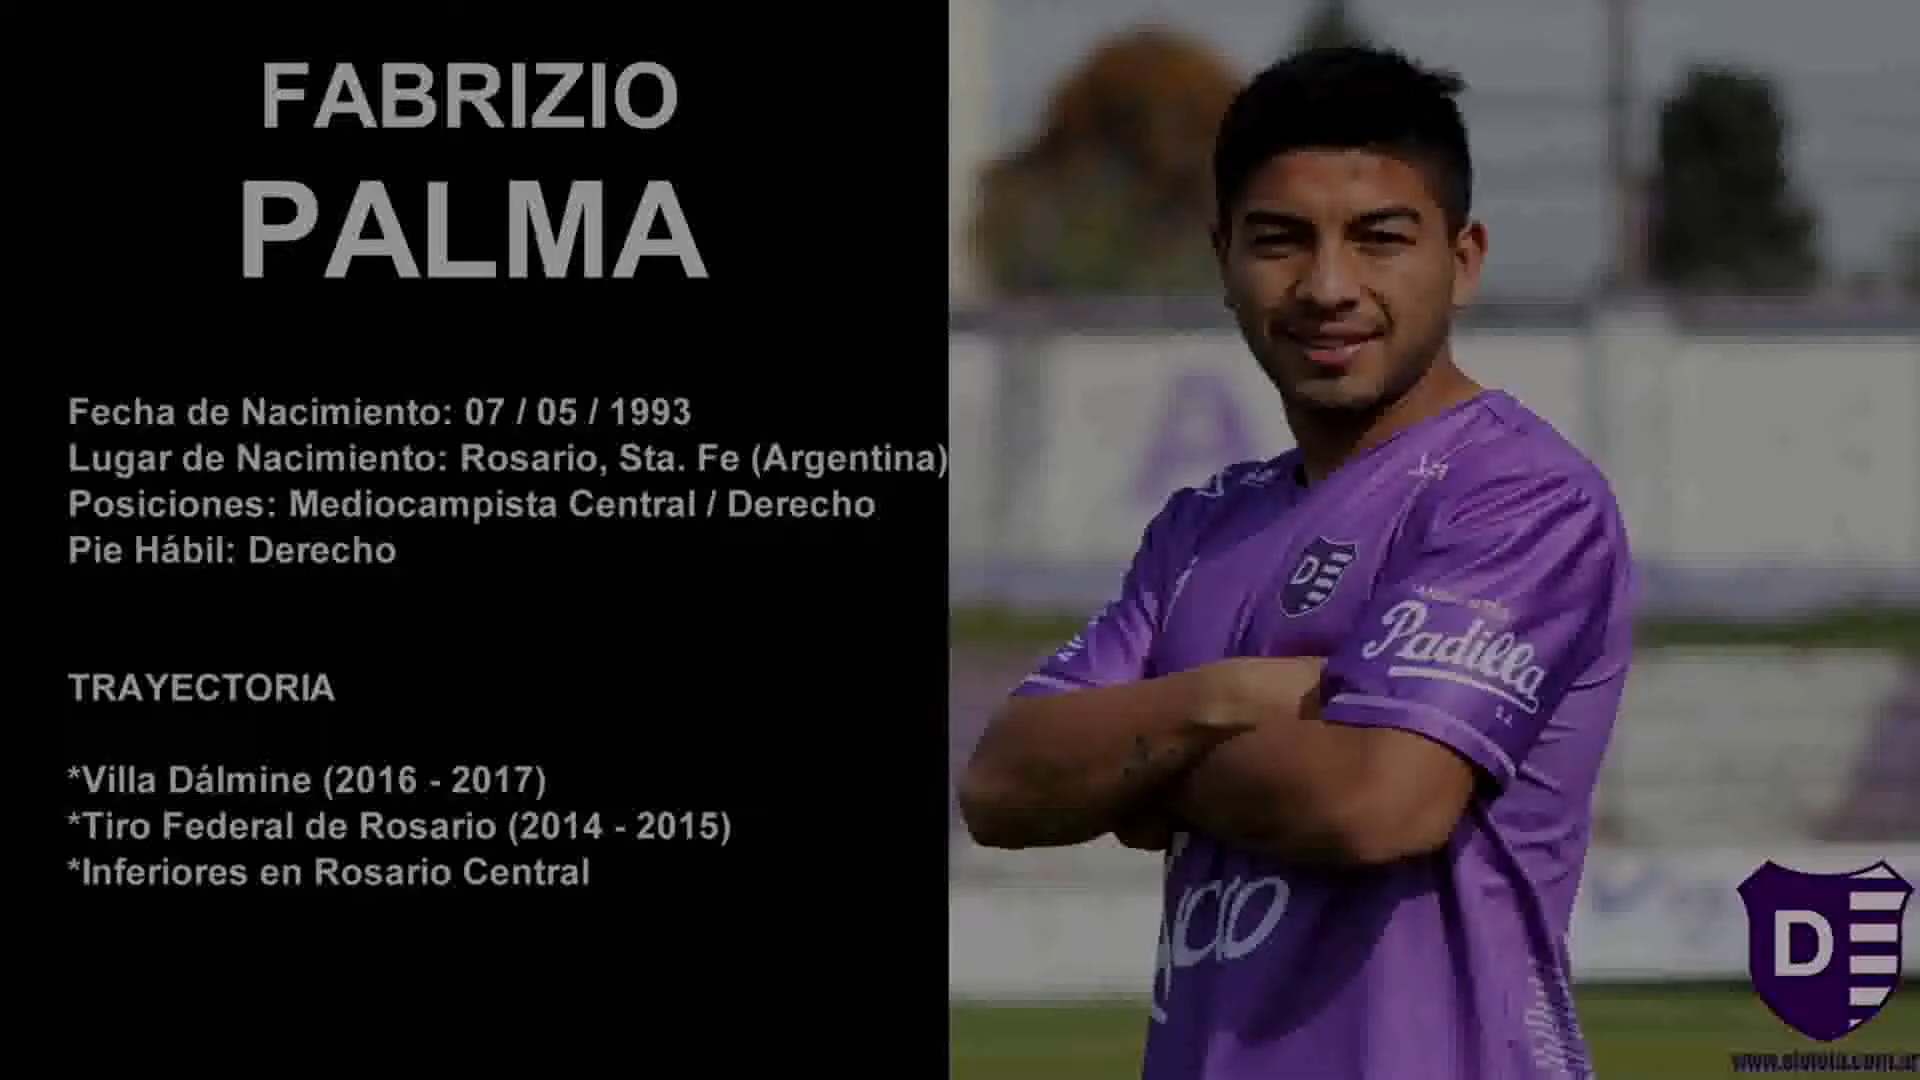 FABRIZIO
PALMA
Fecha de Nacimiento: 07 / 05 / 1993
Lugar de Nacimiento: Rosario, Sta. Fe (Argentina)
Posiciones: Mediocampista Central / Derecho
Pie Hábil: Derecho
TRAYECTORIA
*Villa Dálmine (2016 - 2017)
*Tiro Federal de Rosario (2014 - 2015)
*Inferiores en Rosario Central
D
Padilla
S.A.
D